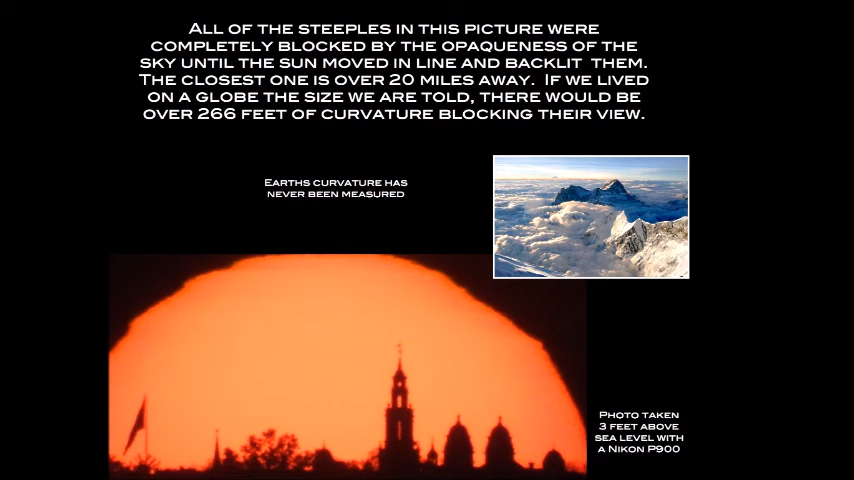 All of the steeples in this picture were
completely blocked by the opaqueness of the
sky until the sun moved in line and backlit them.
The closest one is over 20 miles away. If we lived
on a globe the size we are told, there would be
over 266 feet of curvature blocking their view.
Earths curvature has
never been measured
Photo taken
3 feet above
sea level with
a Nikon P900